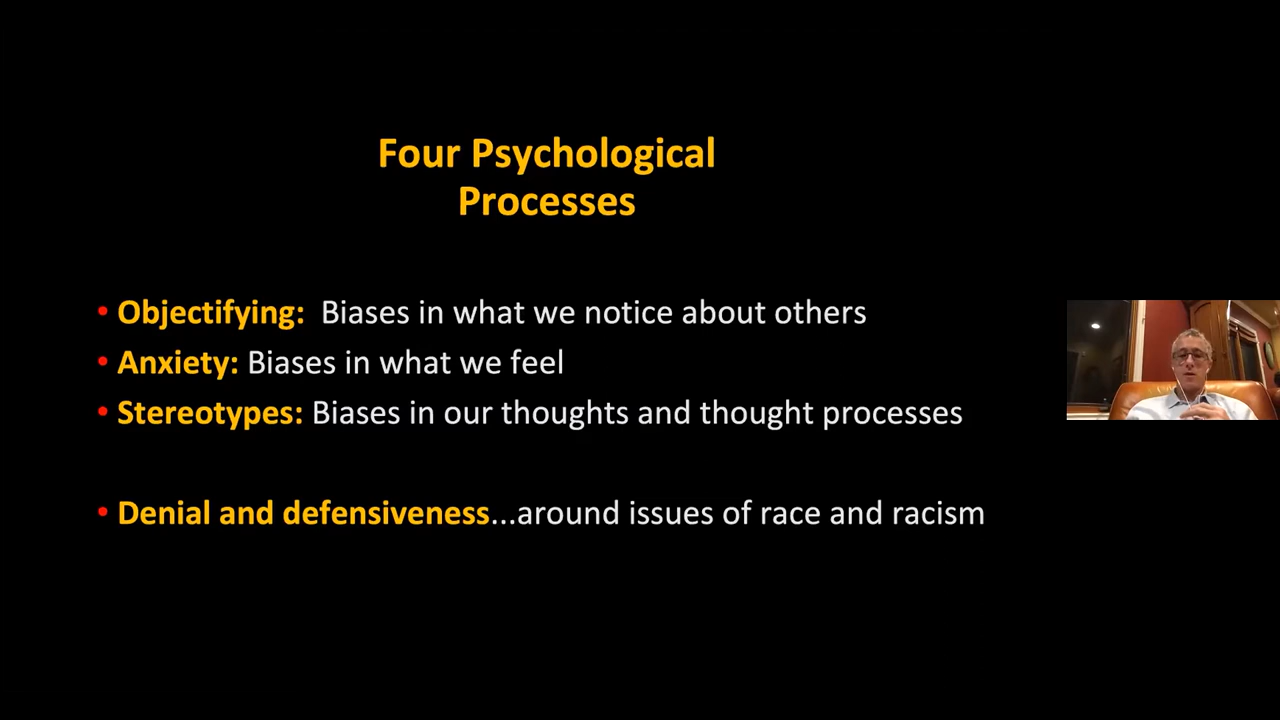 Four Psychological
Processes
• Objectifying: Biases in what we notice about others
• Anxiety: Biases in what we feel
• Stereotypes: Biases in our thoughts and thought processes
• Denial and defensiveness...around issues of race and racism